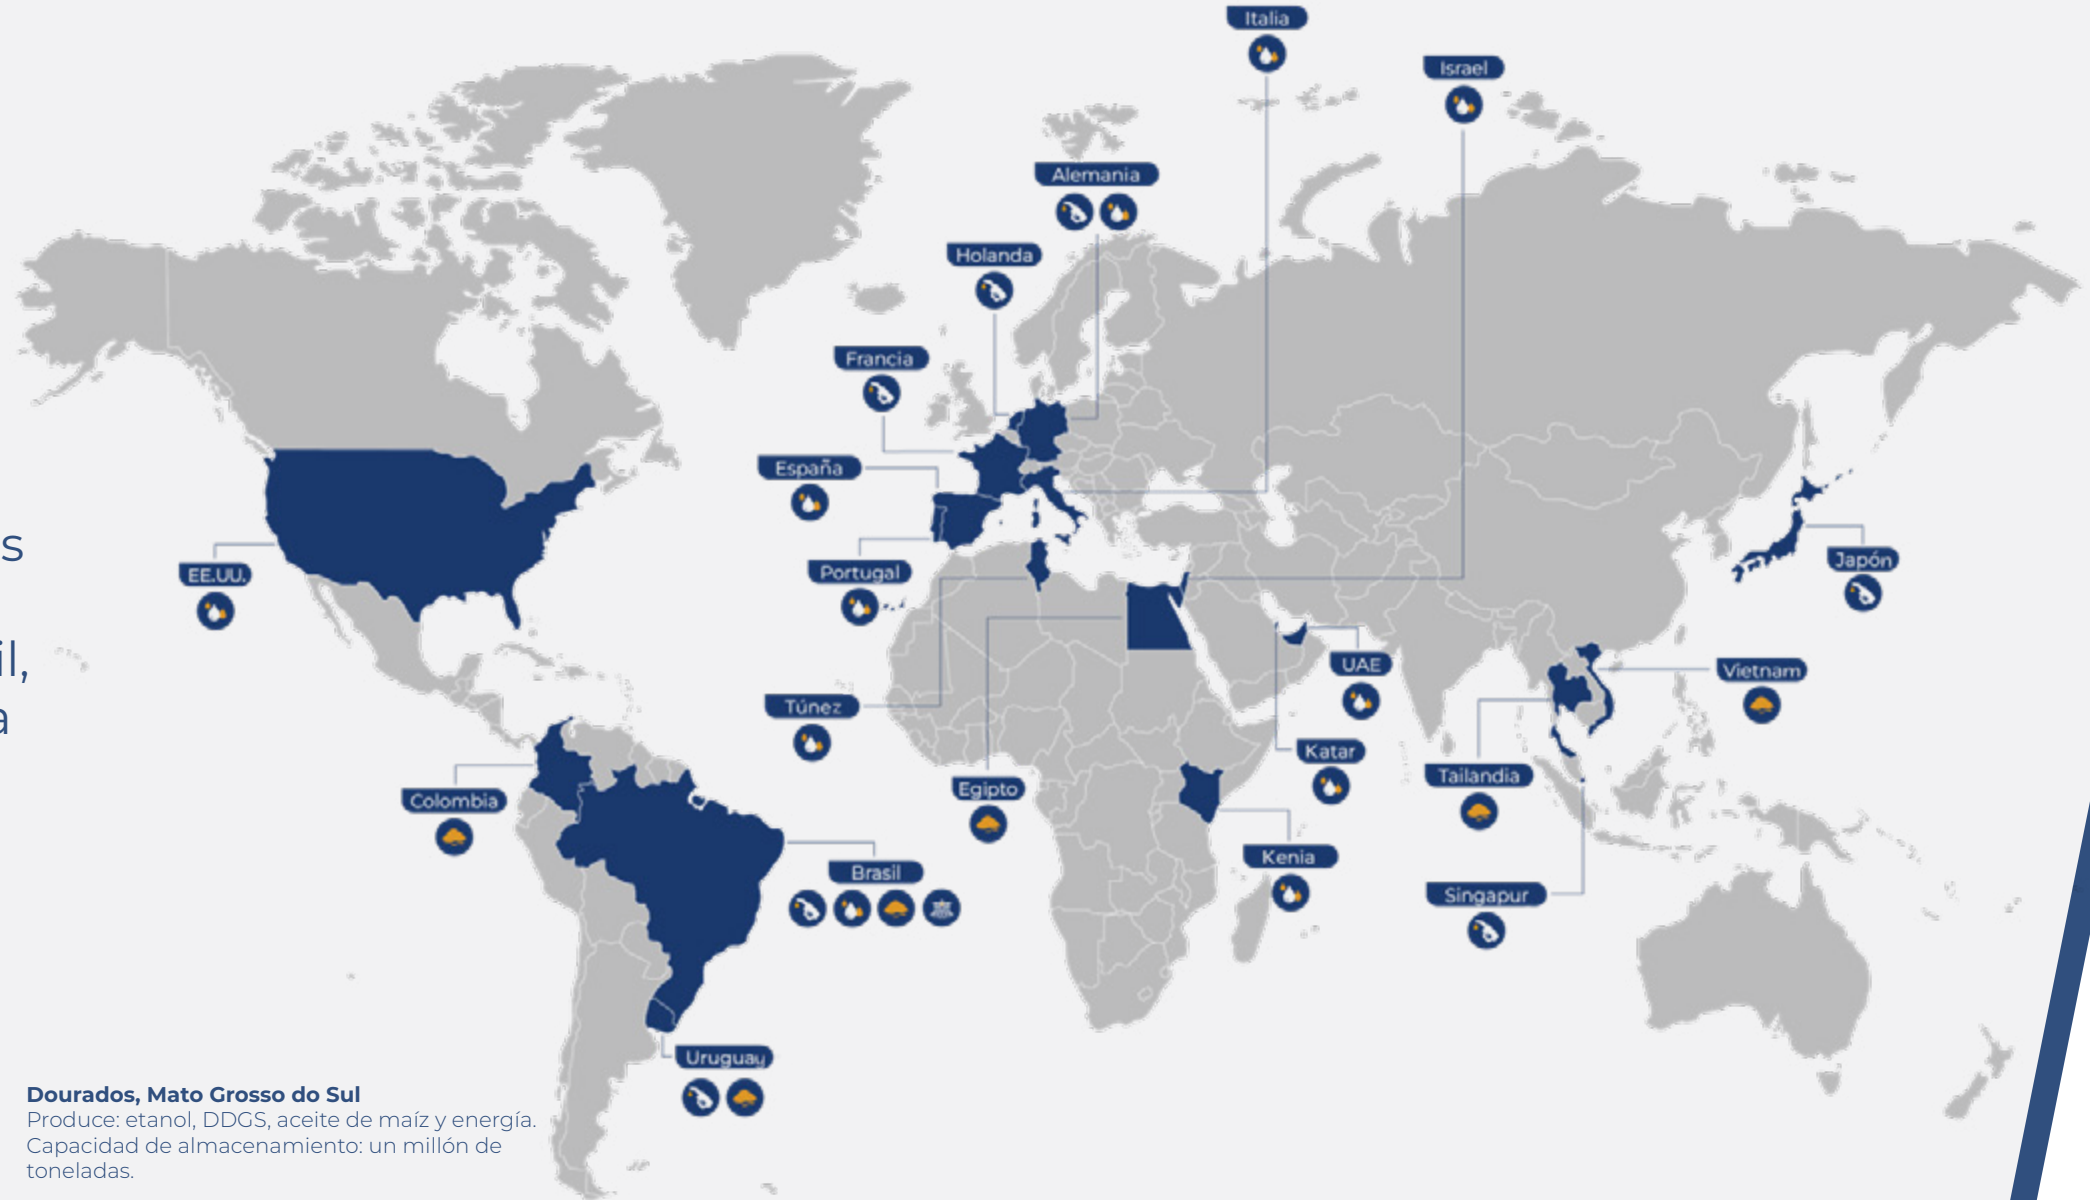 Italia
Israel
Alemania
Holanda
Francia
España
s
EE.UU.
Portugal
Japón
il,
a
UAE
Vietnam
Túnez
Katar
Tailandia
Colombia
Egipto
Kenia
Brasil
Singapur
Uruguay
Dourados, Mato Grosso do Sul
Produce: etanol, DDGS, aceite de maíz y energía.
Capacidad de almacenamiento: un millón de
toneladas.